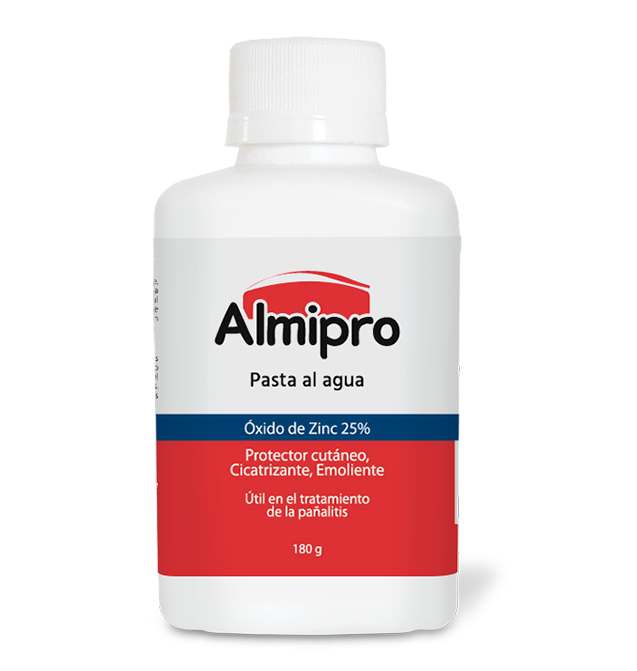 Almipro
Pasta al agua
Óxido de Zinc 25%
Protector cutáneo,
Cicatrizante, Emoliente
Útil en el tratamiento
de la pañalitis
180 g